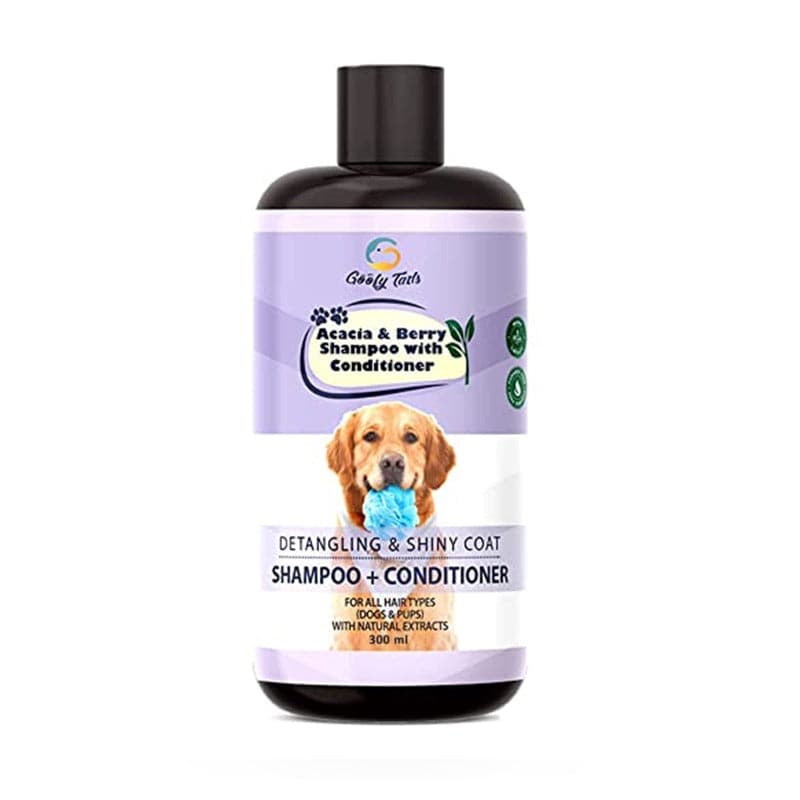 Goofy Tails
Acacia & Berry
Shampoo with
Conditioner
DETANGLING & SHINY COAT
SHAMPOO + CONDITIONER
FOR ALL HAIR TYPES
(DOGS & PUPS)
WITH NATURAL EXTRACTS
300 ml